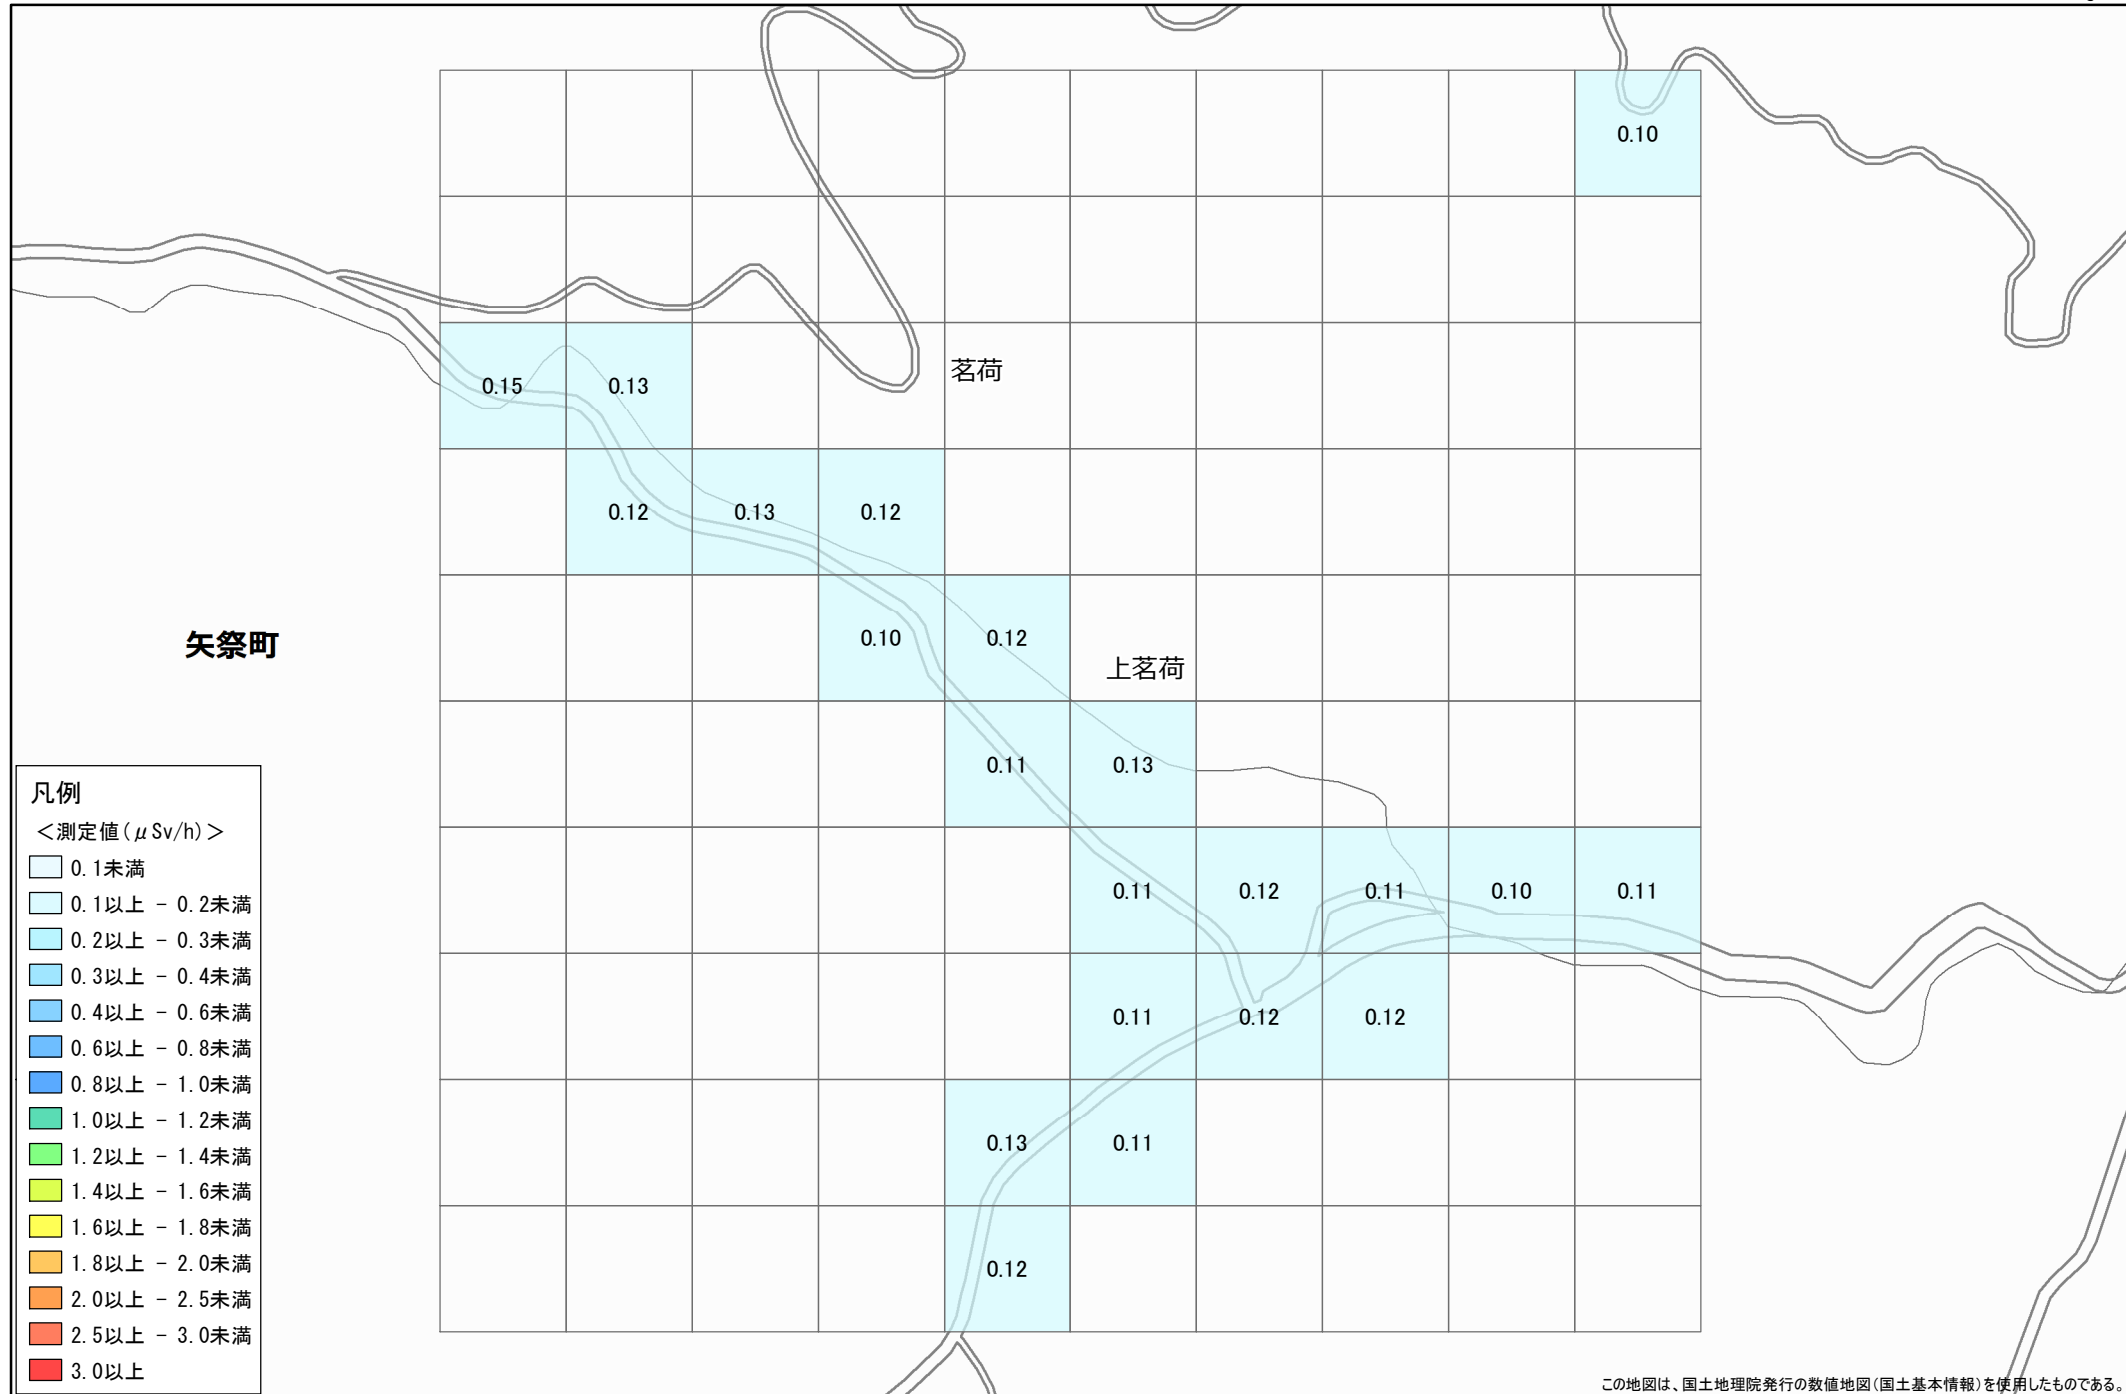 0.10
0.15 0.13
茗荷
0.12 0.13 0.12
0.10 0.12
矢祭町
上茗荷
0.11 0.13
0.11 0.12 0.11 0.10 0.11
0.11 0.12 0.12
0.13 0.11
0.12
凡例
＜測定値(μSv/h)＞
0.1未満
0.1以上 － 0.2未満
0.2以上 － 0.3未満
0.3以上 － 0.4未満
0.4以上 － 0.6未満
0.6以上 － 0.8未満
0.8以上 － 1.0未満
1.0以上 － 1.2未満
1.2以上 － 1.4未満
1.4以上 － 1.6未満
1.6以上 － 1.8未満
1.8以上 － 2.0未満
2.0以上 － 2.5未満
2.5以上 － 3.0未満
3.0以上
この地図は、国土地理院発行の数値地図(国土基本情報)を使用したものである。